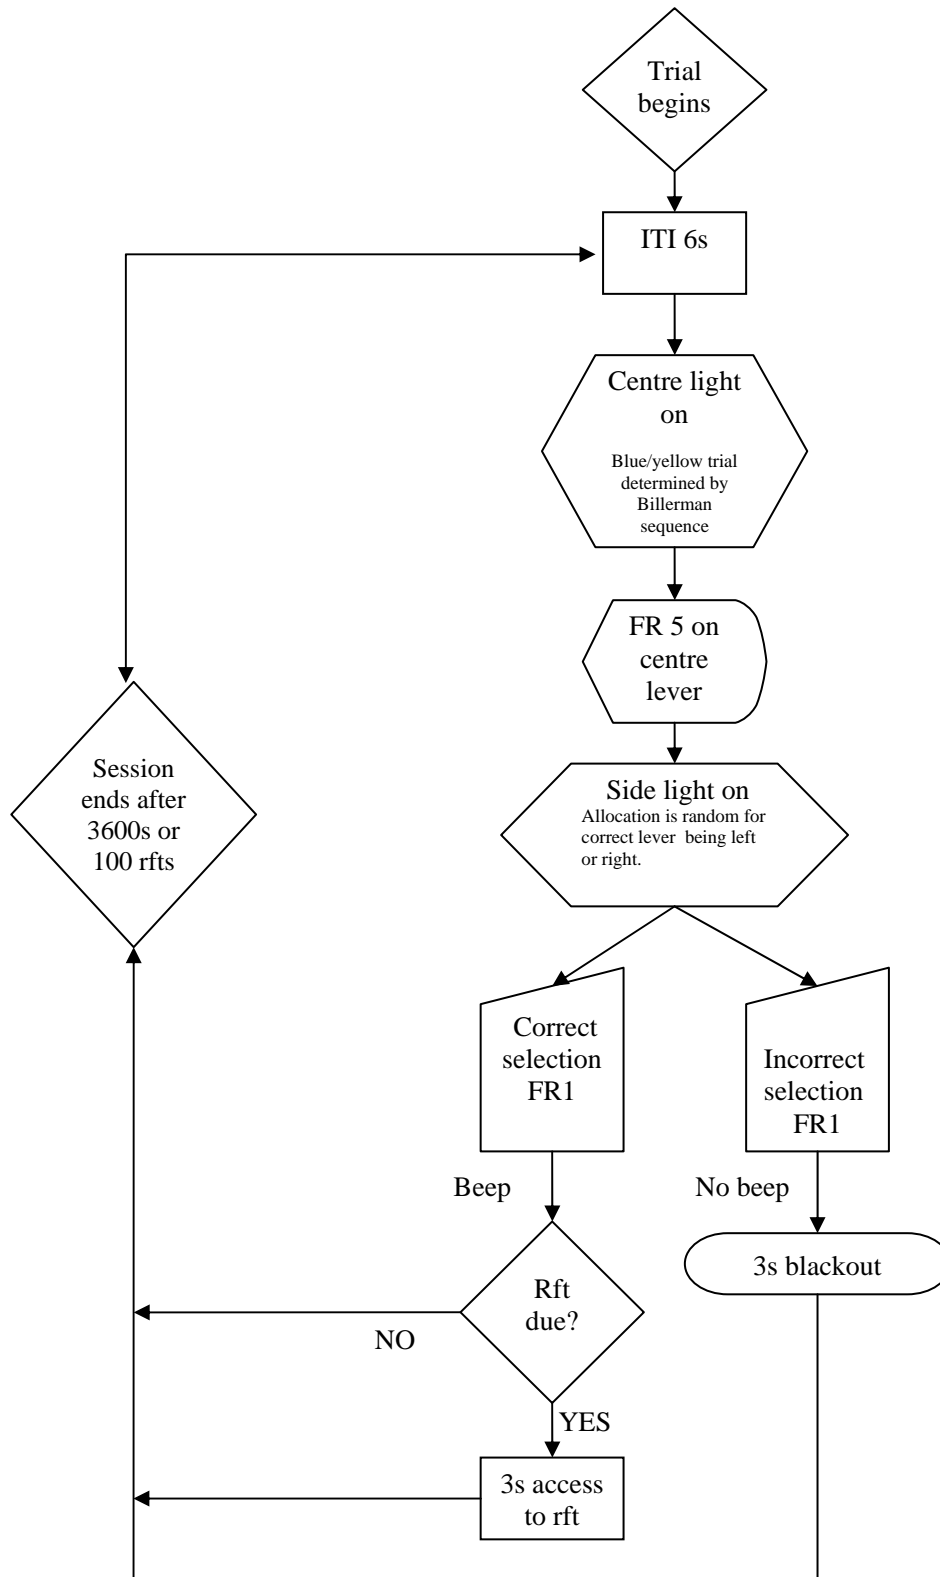 Trial
begins
ITI 6s
Centre light
on
Blue/yellow trial
determined by
Billerman
sequence
FR 5 on
centre
lever
Session
ends after
3600s or
100 rfts
Side light on
Allocation is random for
correct lever being left
or right.
Correct
selection
FR1
Incorrect
selection
FR1
Beep
No beep
3s blackout
Rft
due?
NO
YES
3s access
to rft